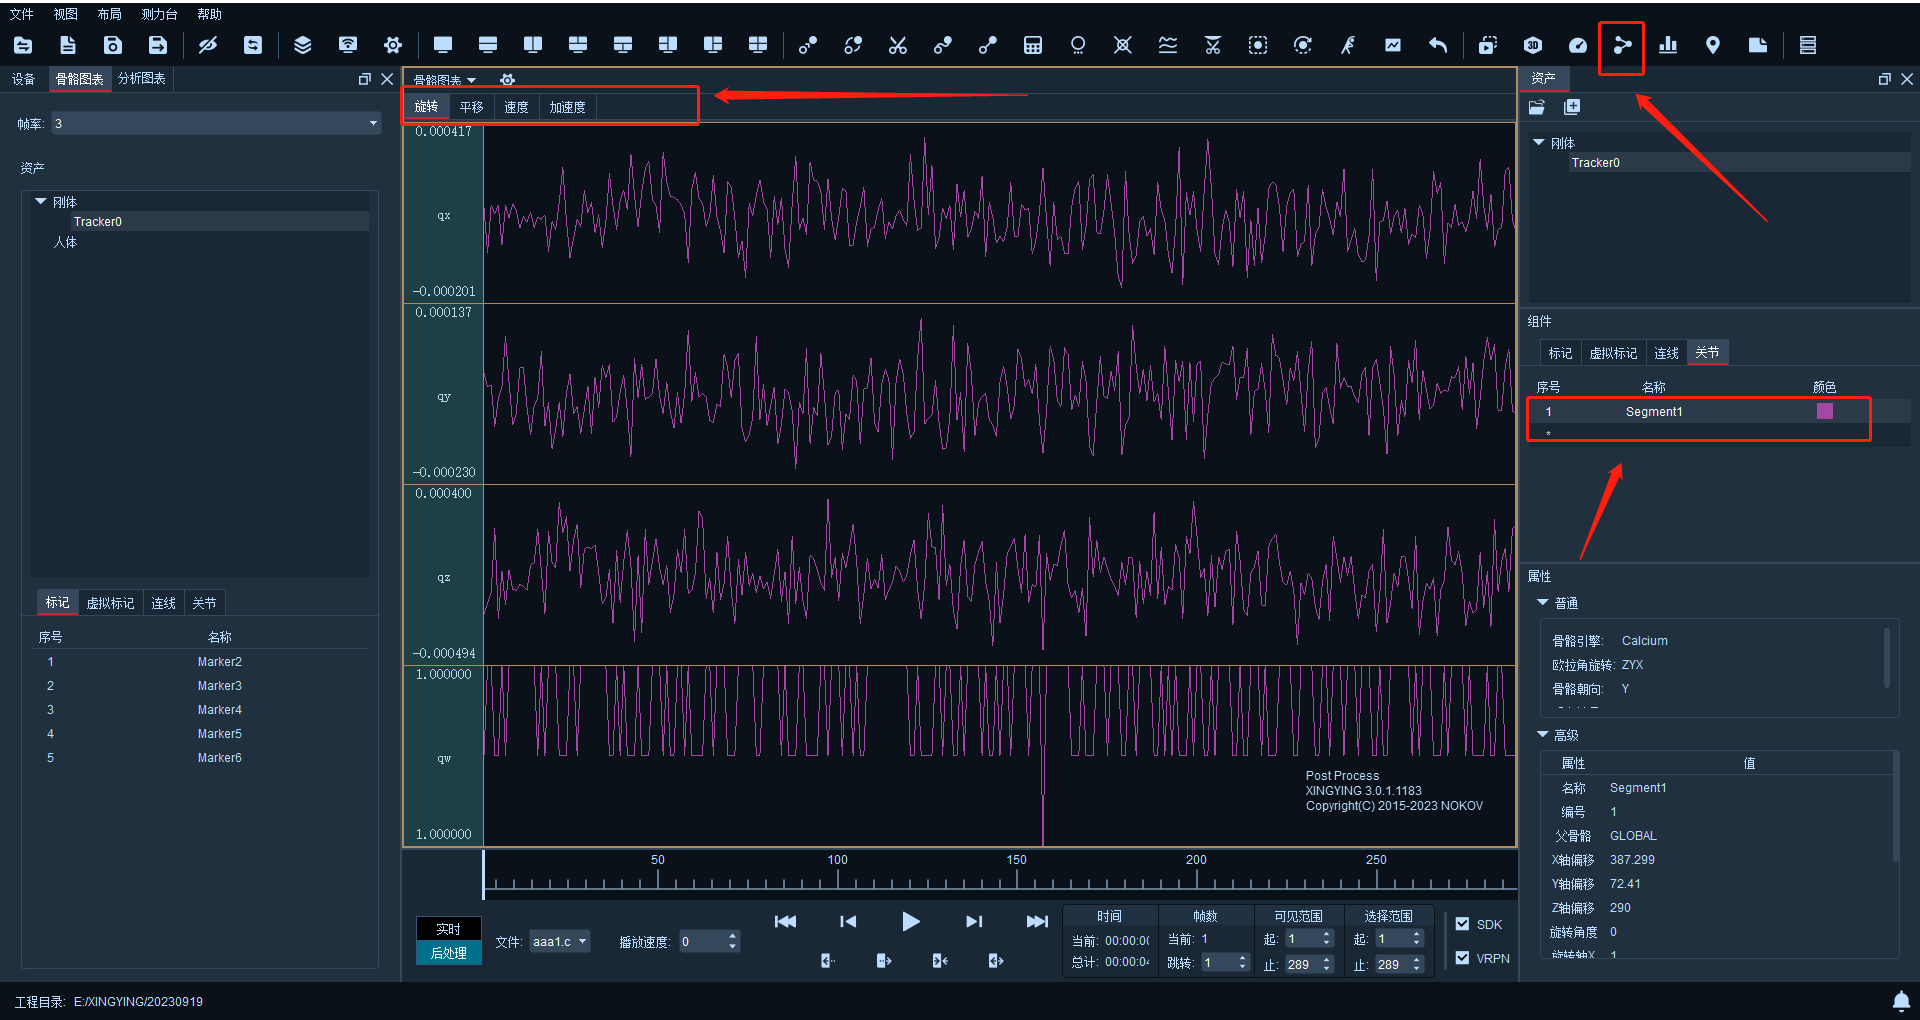 文件 视图 布局 测力台 帮助
设备 骨骼图表 分析图表
帧率: 3
资产
刚体
Tracker0
人体
标记 虚拟标记 连线 关节
序号 名称
1 Marker2
2 Marker3
3 Marker4
4 Marker5
5 Marker6
骨骼图表
旋转 平移 速度 加速度
0.000417
qx
-0.000201
0.000137
qy
-0.000230
0.000400
qz
-0.000494
1.000000
qw
1.000000
Post Process
XINGYING 3.0.1.1183
Copyright(C) 2015-2023 NOKOV
50 100 150 200 250
实时
后处理
文件: aaa1.c
播放速度: 0
时间 帧数 可见范围 选择范围
当前: 00:00:0 当前: 1 起: 1 起: 1
总计: 00:00:0 跳转: 1 止: 289 止: 289
SDK
VRPN
资产
3D
刚体
Tracker0
组件
标记 虚拟标记 连线 关节
序号 名称 颜色
1 Segment1
*
属性
普通
骨骼引擎: Calcium
欧拉角旋转: ZYX
骨骼朝向: Y
高级
属性 值
名称 Segment1
编号 1
父骨骼 GLOBAL
X轴偏移 387.299
Y轴偏移 72.41
Z轴偏移 290
旋转角度 0
旋转轴X 1
工程目录: E:/XINGYING/20230919